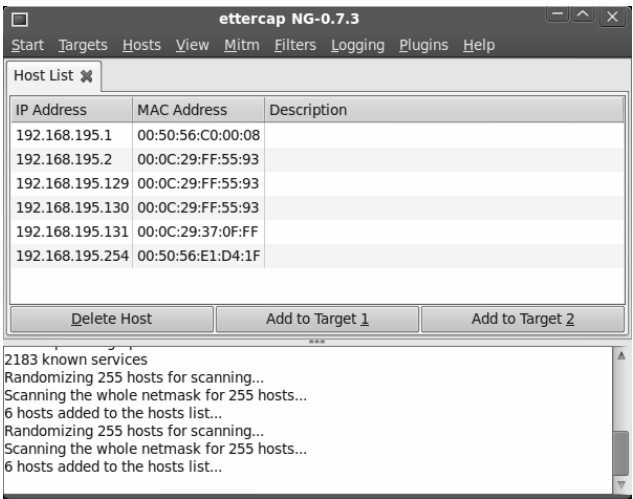 ettercap NG-0.7.3
Start Targets Hosts View Mitm Filters Logging Plugins Help
Host List
IP Address MAC Address Description
192.168.195.1 00:50:56:C0:00:08
192.168.195.2 00:0C:29:FF:55:93
192.168.195.129 00:0C:29:FF:55:93
192.168.195.130 00:0C:29:FF:55:93
192.168.195.131 00:0C:29:37:0F:FF
192.168.195.254 00:50:56:E1:D4:1F
Delete Host Add to Target 1 Add to Target 2
2183 known services
Randomizing 255 hosts for scanning...
Scanning the whole netmask for 255 hosts...
6 hosts added to the hosts list...
Randomizing 255 hosts for scanning...
Scanning the whole netmask for 255 hosts...
6 hosts added to the hosts list...